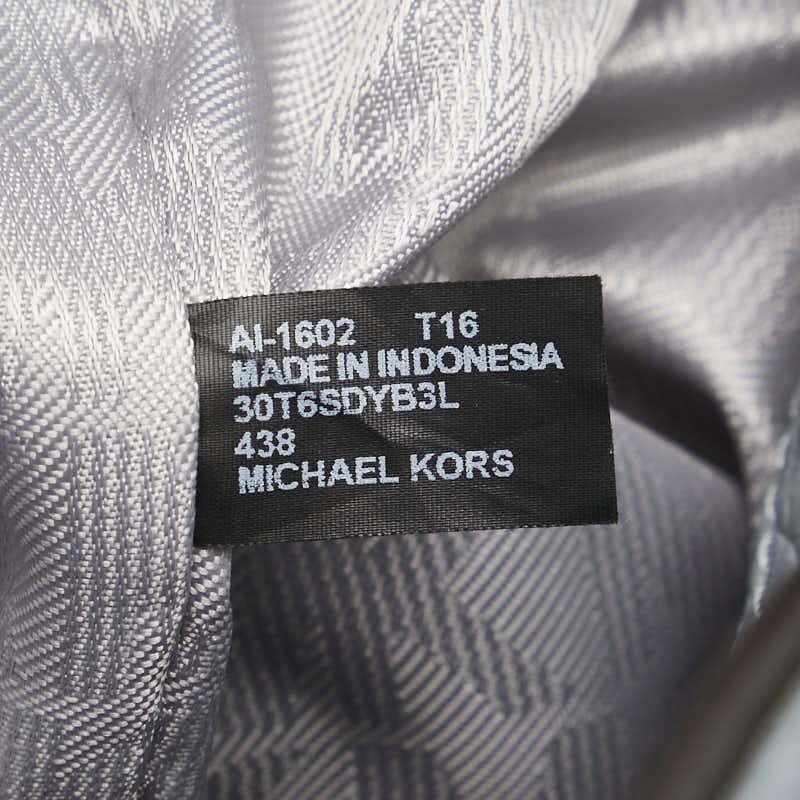 AI-1602 T16
MADE IN INDONESIA
30T6SDYB3L
438
MICHAEL KORS